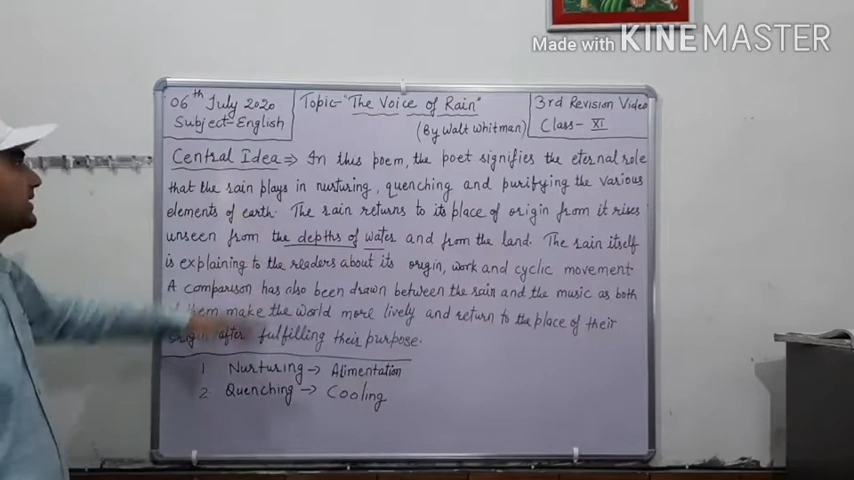 Made with KINEMASTER
06th July 2020
Subject-English
Topic- "The Voice of Rain"
(By Walt Whitman)
3rd Revision Video
Class- XI
Central Idea => In this poem, the poet signifies the eternal role
that the rain plays in nurturing, quenching and purifying the various
elements of earth. The rain returns to its place of origin from it rises
unseen from the depths of water and from the land. The rain itself
is explaining to the readers about its origin, work and cyclic movement.
A comparison has also been drawn between the rain and the music as both
of them make the world more lively and return to the place of their
origin after fulfilling their purpose.
1 Nurturing → Alimentation
2 Quenching → Cooling